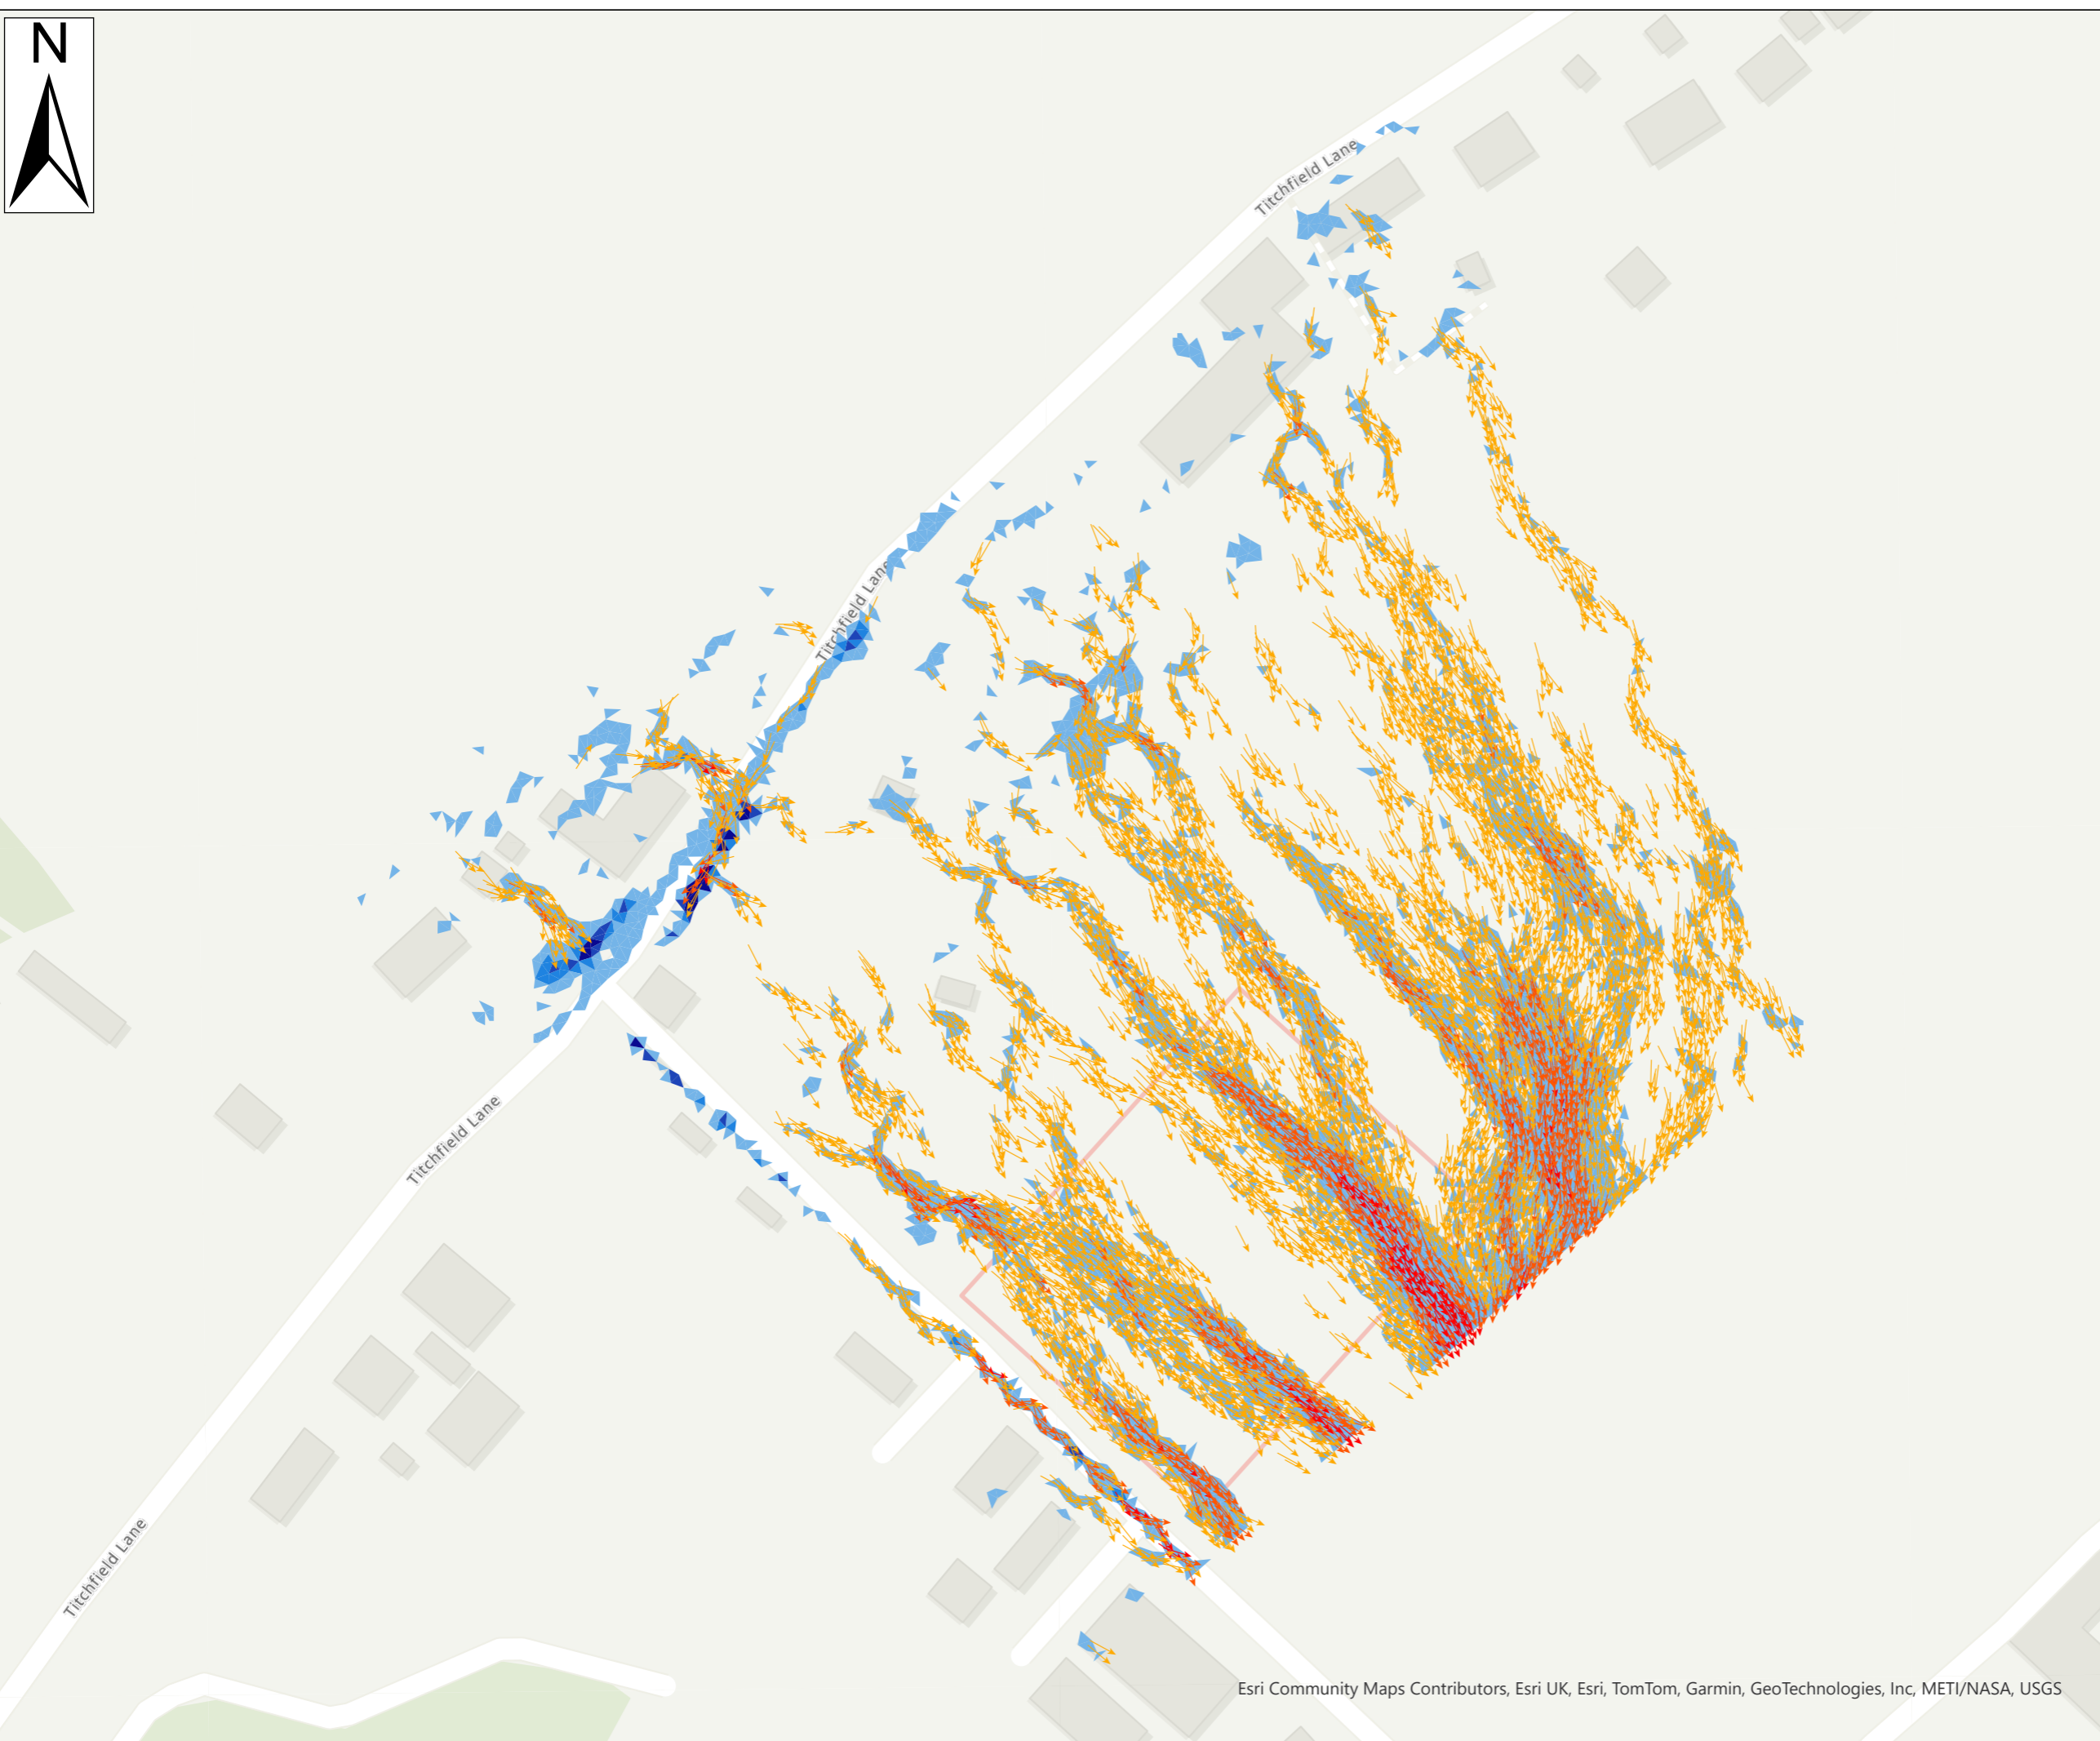 N
Titchfield Lane
Titchfield Lane
Titchfield Lane
Titchfield Lane
Esri Community Maps Contributors, Esri UK, Esri, TomTom, Garmin, GeoTechnologies, Inc, METI/NASA, USGS